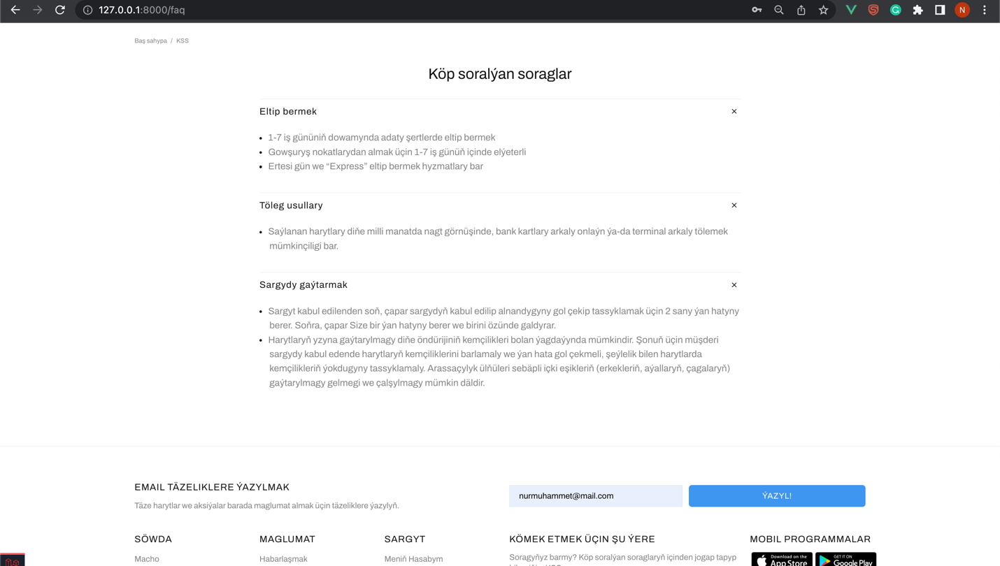 127.0.0.1:8000/faq
N
Baş sahypa / KSS
Köp soralýan soraglar
Eltip bermek
1-7 iş gününiň dowamynda adaty şertlerde eltip bermek
Gowşuryş nokatlarydan almak üçin 1-7 iş günüň içinde elýeterli
Ertesi gün we “Express” eltip bermek hyzmatlary bar
Töleg usullary
Saýlanan harytlary diňe milli manatda nagt görnüşinde, bank kartlary arkaly onlaýn ýa-da terminal arkaly tölemek
mümkinçiligi bar.
Sargydy gaýtarmak
Sargyt kabul edilenden soň, çapar sargydyň kabul edilip alnandygyny gol çekip tassyklamak üçin 2 sany ýan hatyny
berer. Soňra, çapar Size bir ýan hatyny berer we birini özünde galdyrar.
Harytlaryň yzyna gaýtarylmagy diňe öndürijiniň kemçilikleri bolan ýagdaýynda mümkindir. Şonuň üçin müşderi
sargydy kabul edende harytlaryň kemçiliklerini barlamaly we ýan hata gol çekmeli, şeýlelik bilen harytlarda
kemçilikleriň ýokdugyny tassyklamaly. Arassaçylyk ülňüleri sebäpli içki eşikleriň (erkekleriň, aýallaryň, çagalaryň)
gaýtarylmagy gelmegi we çalşylmagy mümkin däldir.
EMAIL TÄZELIKLERE ÝAZYLMAK
Täze harytlar we aksiýalar barada maglumat almak üçin täzeliklere ýazylyň.
nurmuhammet@mail.com
ÝAZYL!
SÖWDA
MAGLUMAT
SARGYT
KÖMEK ETMEK ÜÇIN ŞU ÝERE
MOBIL PROGRAMMALAR
Macho
Habarlaşmak
Meniň Hasabym
Soragyňyz barmy? Köp soralýan soraglaryň içinden jogap tapyp
Download on the
App Store
GET IT ON
Google Play